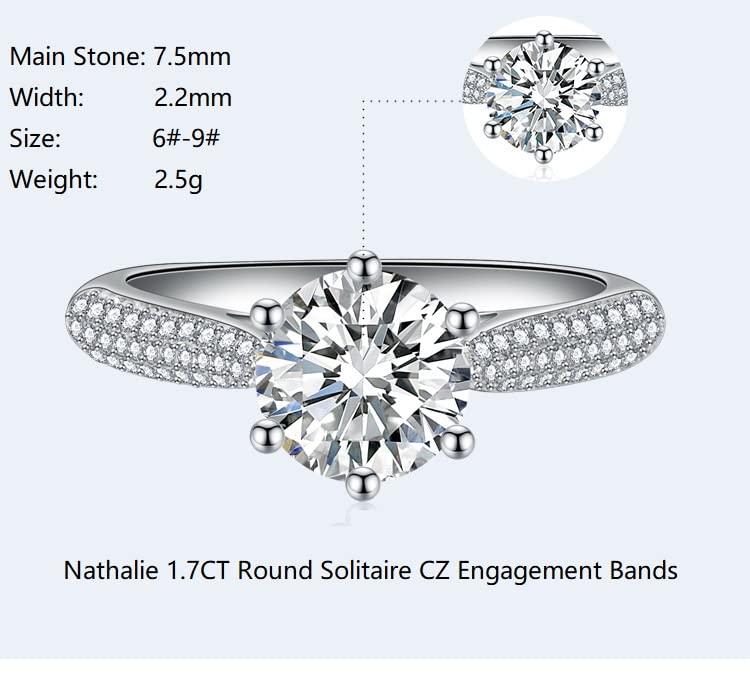 Main Stone: 7.5mm
Width: 2.2mm
Size: 6#-9#
Weight: 2.5g
Nathalie 1.7CT Round Solitaire CZ Engagement Bands